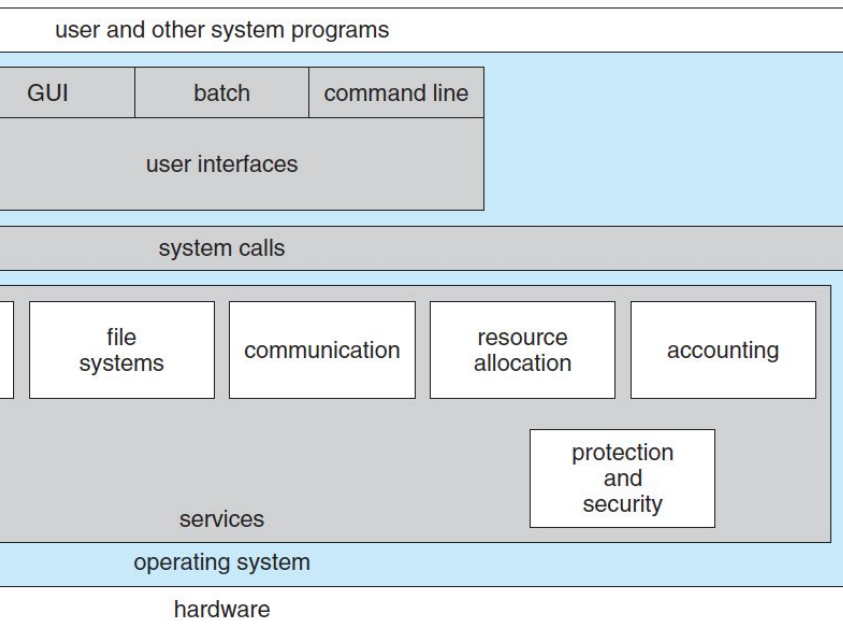 user and other system programs
GUI
batch
command line
user interfaces
system calls
file
systems
communication
resource
allocation
accounting
protection
and
security
services
operating system
hardware